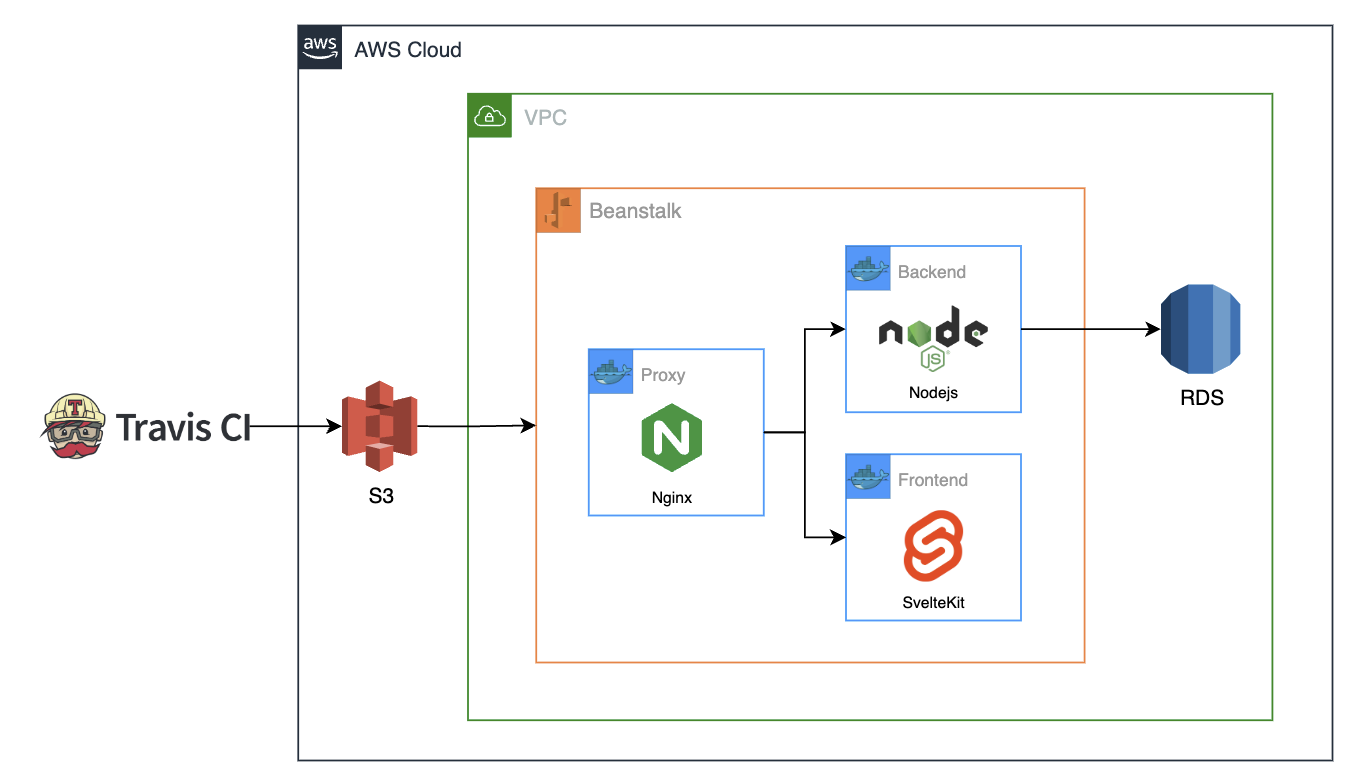 aws
AWS Cloud
VPC
Beanstalk
Backend
node
JS
Nodejs
Proxy
N
Nginx
Frontend
SvelteKit
RDS
T
Travis CI
S3